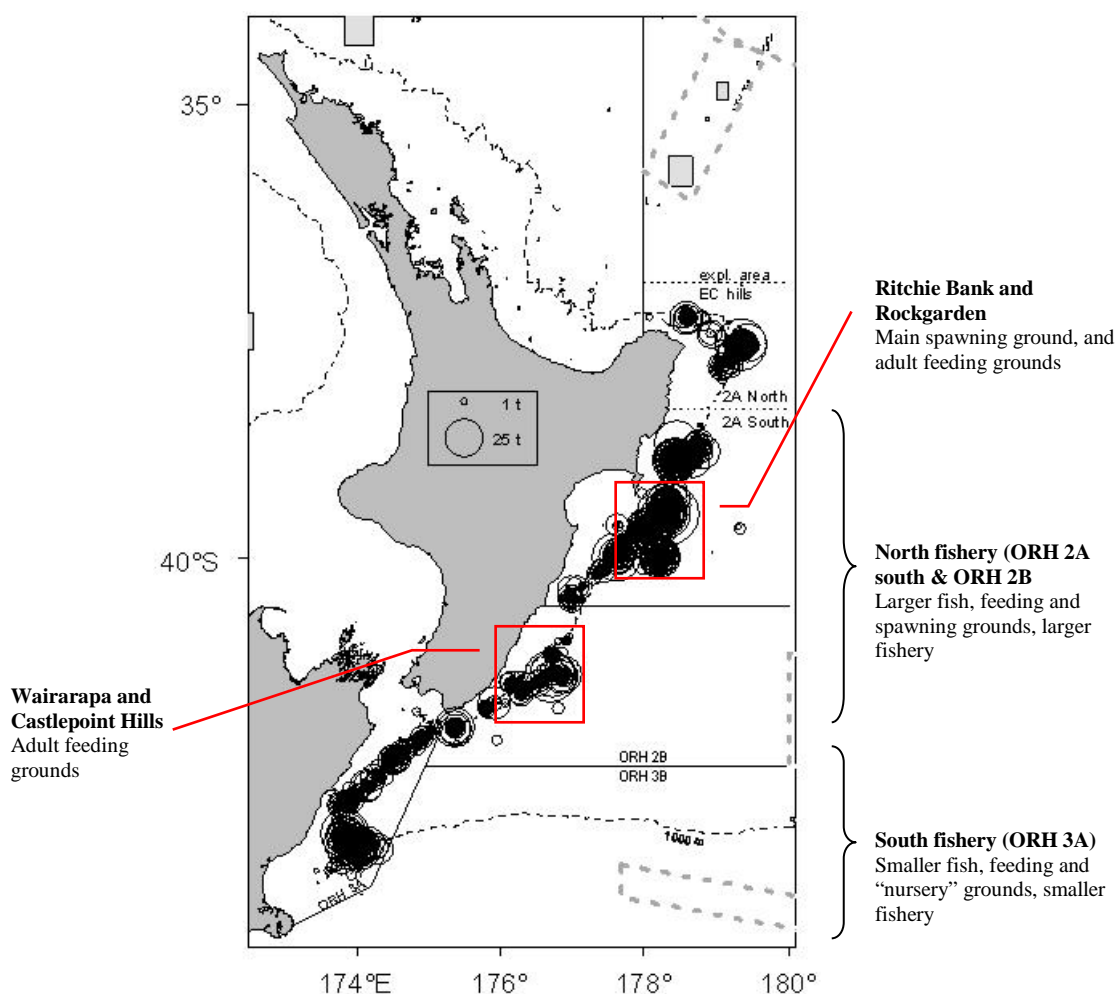 35°
40°S
174°E
176°
178°
180°
1 t
25 t
expl. area
EC hills
2A North
2A South
ORH 2B
ORH 3B
1000 m
ORH 3A
Ritchie Bank and
Rockgarden
Main spawning ground, and
adult feeding grounds
North fishery (ORH 2A
south & ORH 2B
Larger fish, feeding and
spawning grounds, larger
fishery
Wairarapa and
Castlepoint Hills
Adult feeding
grounds
South fishery (ORH 3A)
Smaller fish, feeding and
“nursery” grounds, smaller
fishery